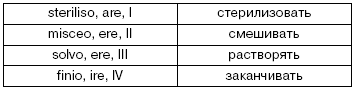 steriliso, are, I стерилизовать
misceo, ere, II смешивать
solvo, ere, III растворять
finio, ire, IV заканчивать